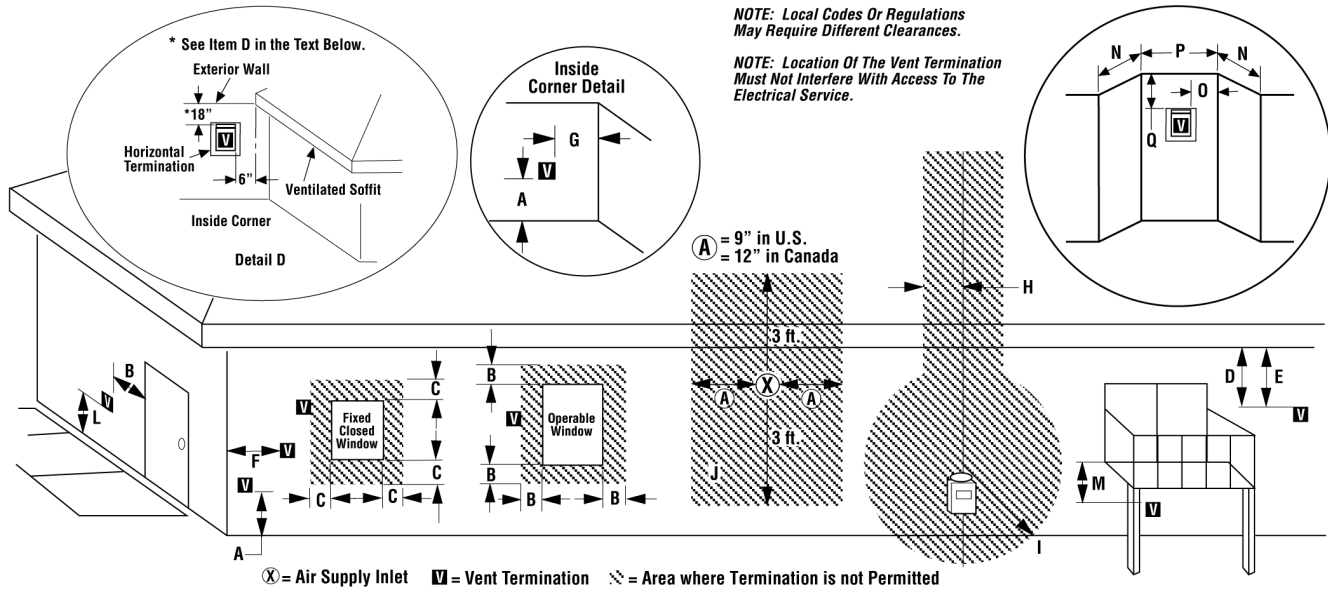 * See Item D in the Text Below.
Exterior Wall
*18”
V
Horizontal
Termination
6”
Ventilated Soffit
Inside Corner
Detail D
Inside
Corner Detail
G
V
A
NOTE: Local Codes Or Regulations
May Require Different Clearances.
NOTE: Location Of The Vent Termination
Must Not Interfere With Access To The
Electrical Service.
N P N
O
V
Q
A = 9” in U.S.
= 12” in Canada
H
3 ft.
A X A
3 ft.
J
I
B
V
L
F V
V
A
V
Fixed
Closed
Window
C
C
C C
B
V
Operable
Window
B
B B
D E
V
M
V
X = Air Supply Inlet V = Vent Termination = Area where Termination is not Permitted